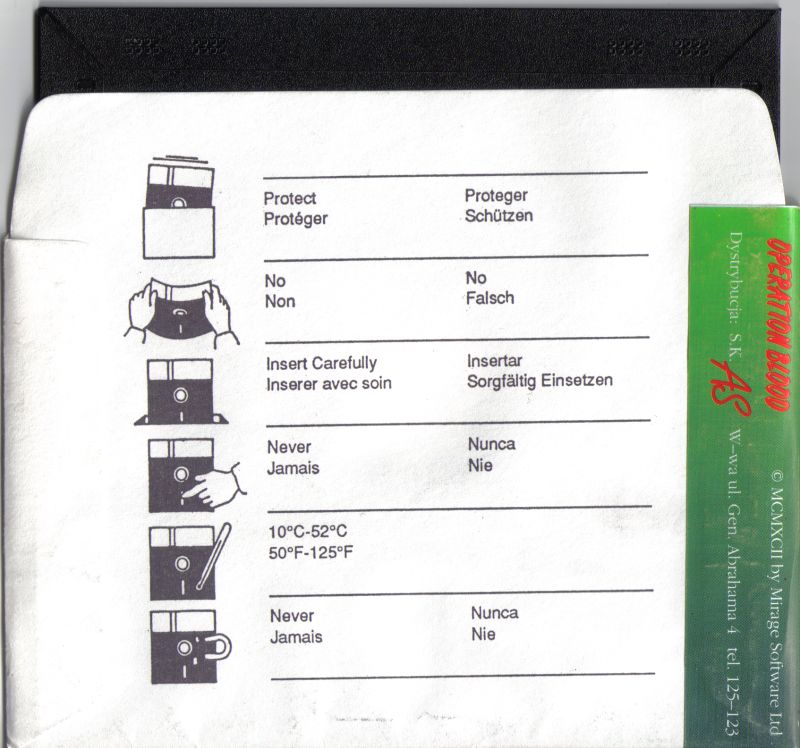 Protect Proteger
Protéger Schützen
No No
Non Falsch
Insert Carefully Insertar
Inserer avec soin Sorgfältig Einsetzen
Never Nunca
Jamais Nie
10°C-52°C
50°F-125°F
Never Nunca
Jamais Nie
OPERATION BLOOD
© MCMXCII by Mirage Software Ltd
Dystrybucja: S.K. AS W-wa ul. Gen. Abrahama 4 tel. 125-123